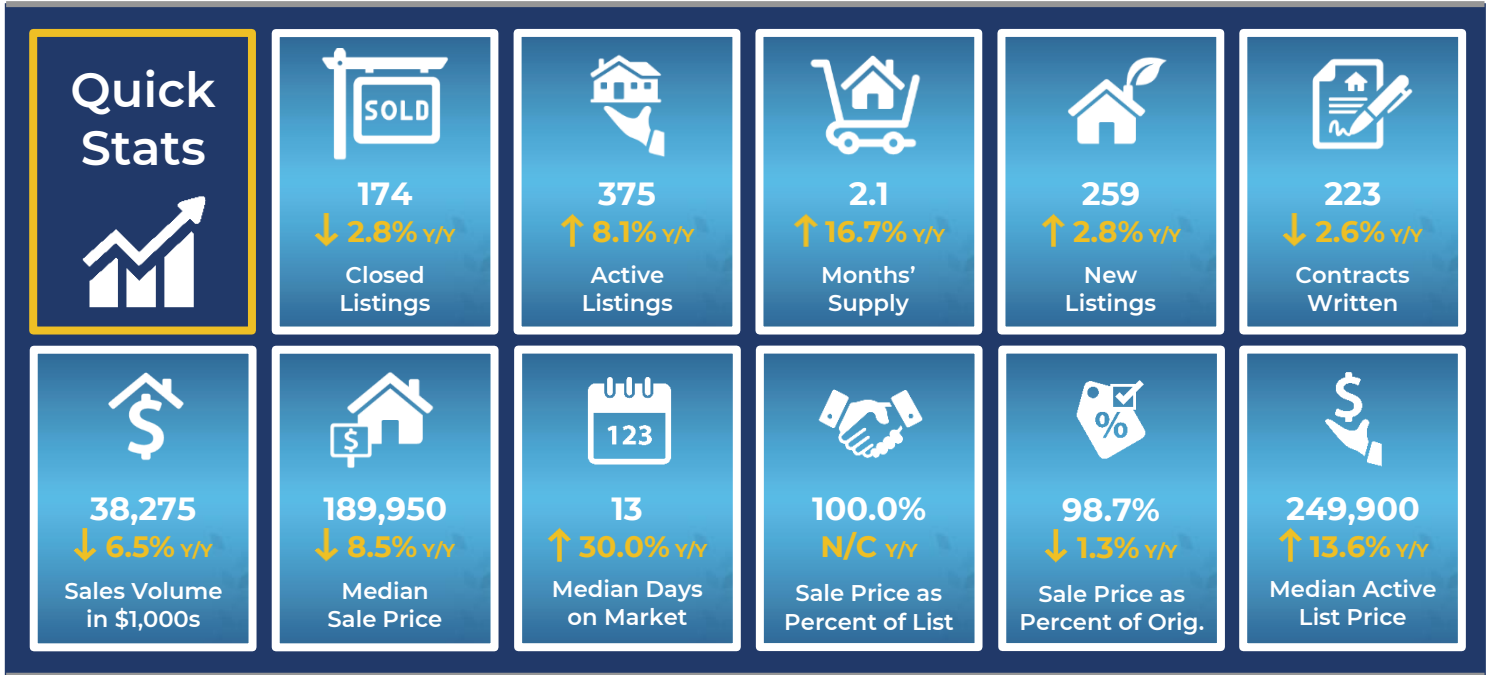 Quick
Stats
SOLD
174
↓ 2.8% Y/Y
Closed
Listings
375
↑ 8.1% Y/Y
Active
Listings
2.1
↑ 16.7% Y/Y
Months’
Supply
259
↑ 2.8% Y/Y
New
Listings
223
↓ 2.6% Y/Y
Contracts
Written
$
38,275
↓ 6.5% Y/Y
Sales Volume
in $1,000s
$
189,950
↓ 8.5% Y/Y
Median
Sale Price
123
13
↑ 30.0% Y/Y
Median Days
on Market
100.0%
N/C Y/Y
Sale Price as
Percent of List
%
98.7%
↓ 1.3% Y/Y
Sale Price as
Percent of Orig.
$
249,900
↑ 13.6% Y/Y
Median Active
List Price